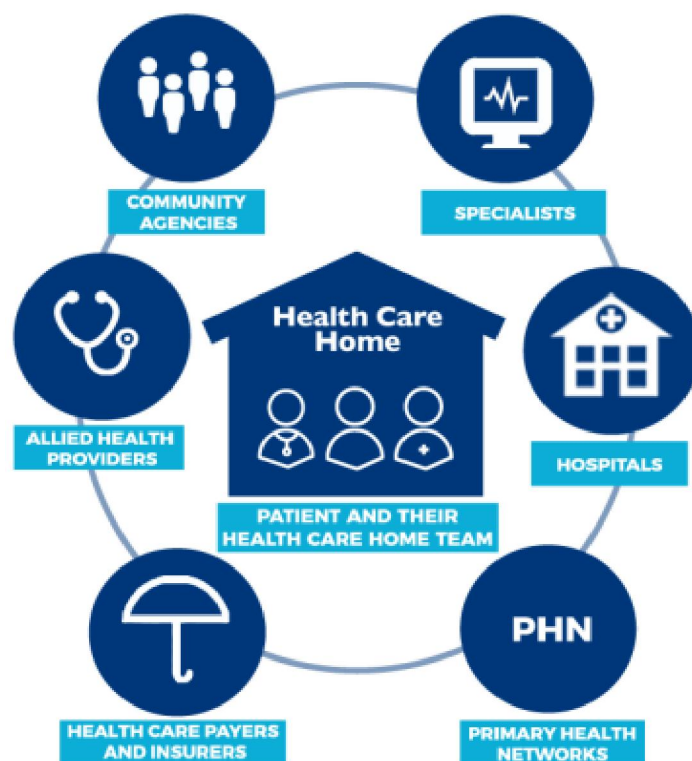 COMMUNITY
AGENCIES
SPECIALISTS
Health Care
Home
ALLIED HEALTH
PROVIDERS
HOSPITALS
PATIENT AND THEIR
HEALTH CARE HOME TEAM
PHN
HEALTH CARE PAYERS
AND INSURERS
PRIMARY HEALTH
NETWORKS